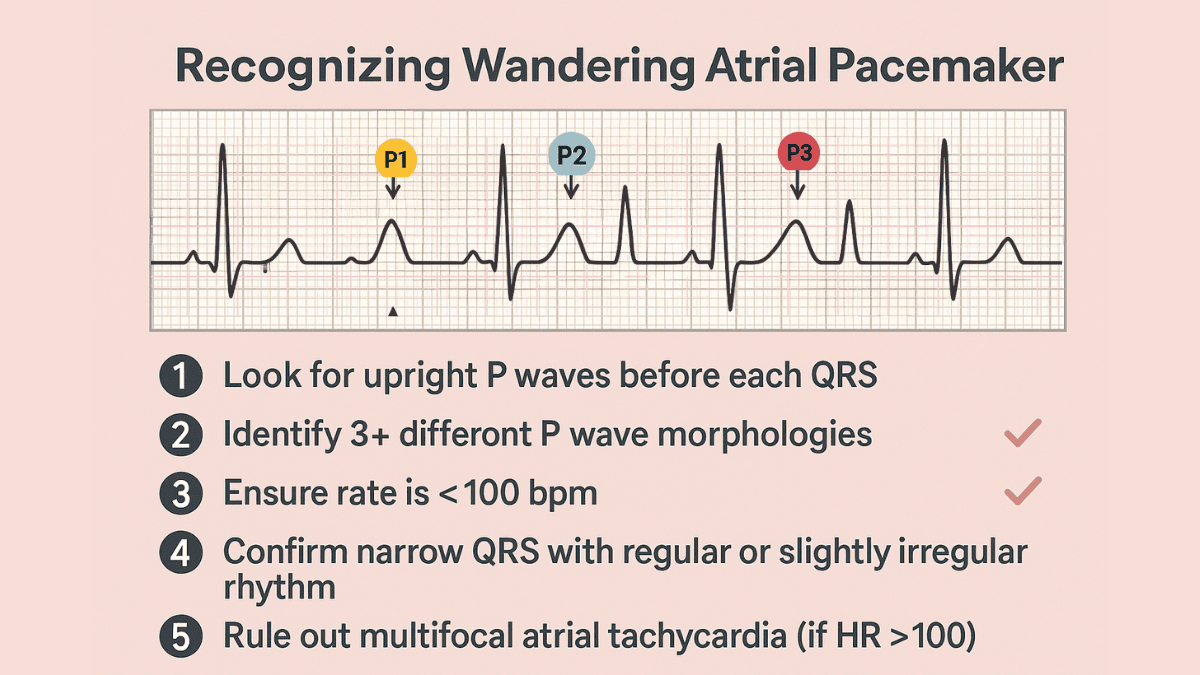 Recognizing Wandering Atrial Pacemaker
P1
P2
P3
1 Look for upright P waves before each QRS
2 Identify 3+ differont P wave morphologies
3 Ensure rate is <100 bpm
4 Confirm narrow QRS with regular or slightly irregular
rhythm
5 Rule out multifocal atrial tachycardia (if HR >100)